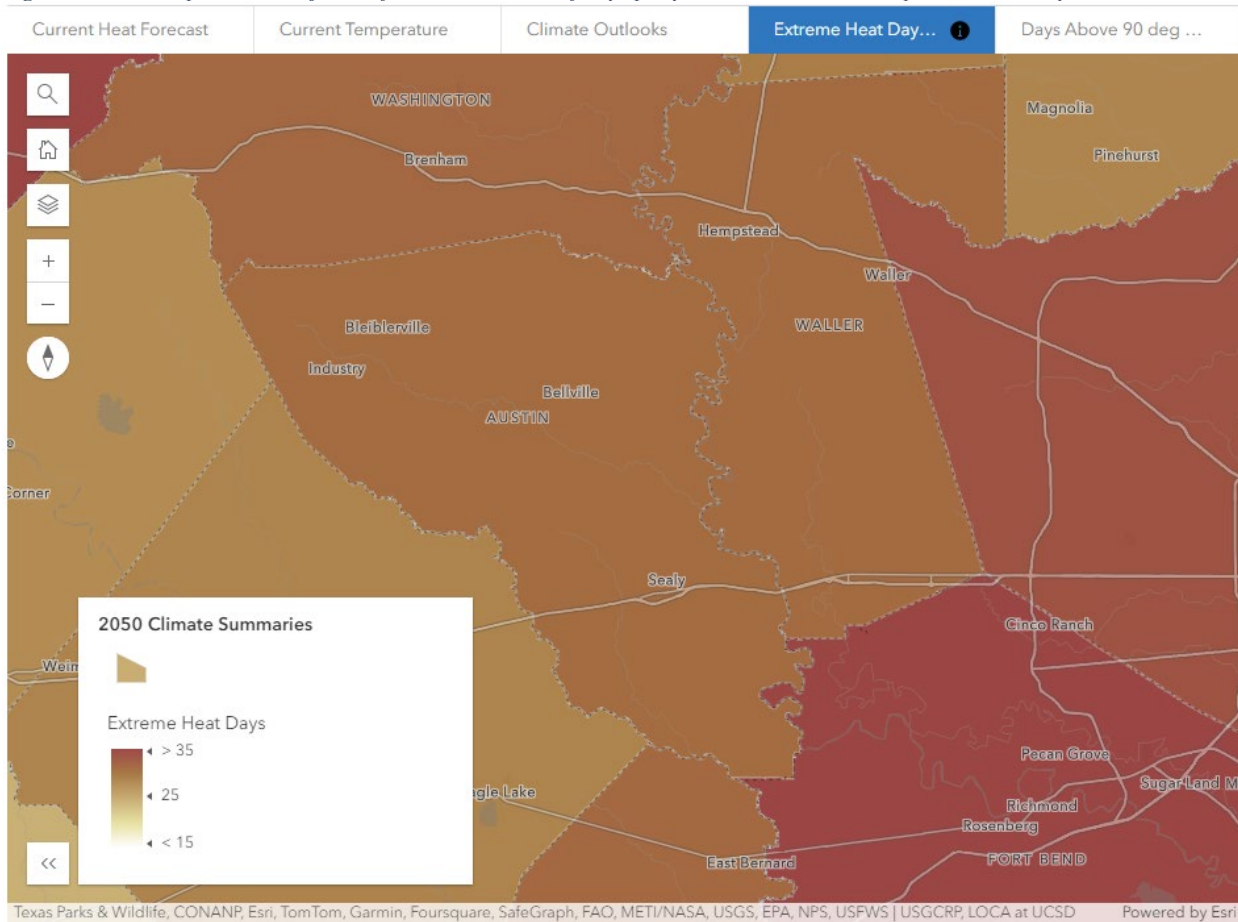 Current Heat Forecast
Current Temperature
Climate Outlooks
Extreme Heat Day...
Days Above 90 deg ...
WASHINGTON
Magnolia
Pinehurst
Brenham
Hempstead
Waller
Bleiblerville
WALLER
Industry
Bellville
AUSTIN
Corner
Sealy
2050 Climate Summaries
Cinco Ranch
Weim
Extreme Heat Days
> 35
25
< 15
Pecan Grove
Sugar Land M
agle Lake
Richmond
Rosenberg
East Bernard
FORT BEND
Texas Parks & Wildlife, CONANP, Esri, TomTom, Garmin, Foursquare, SafeGraph, FAO, METI/NASA, USGS, EPA, NPS, USFWS | USGCRP, LOCA at UCSD
Powered by Esri